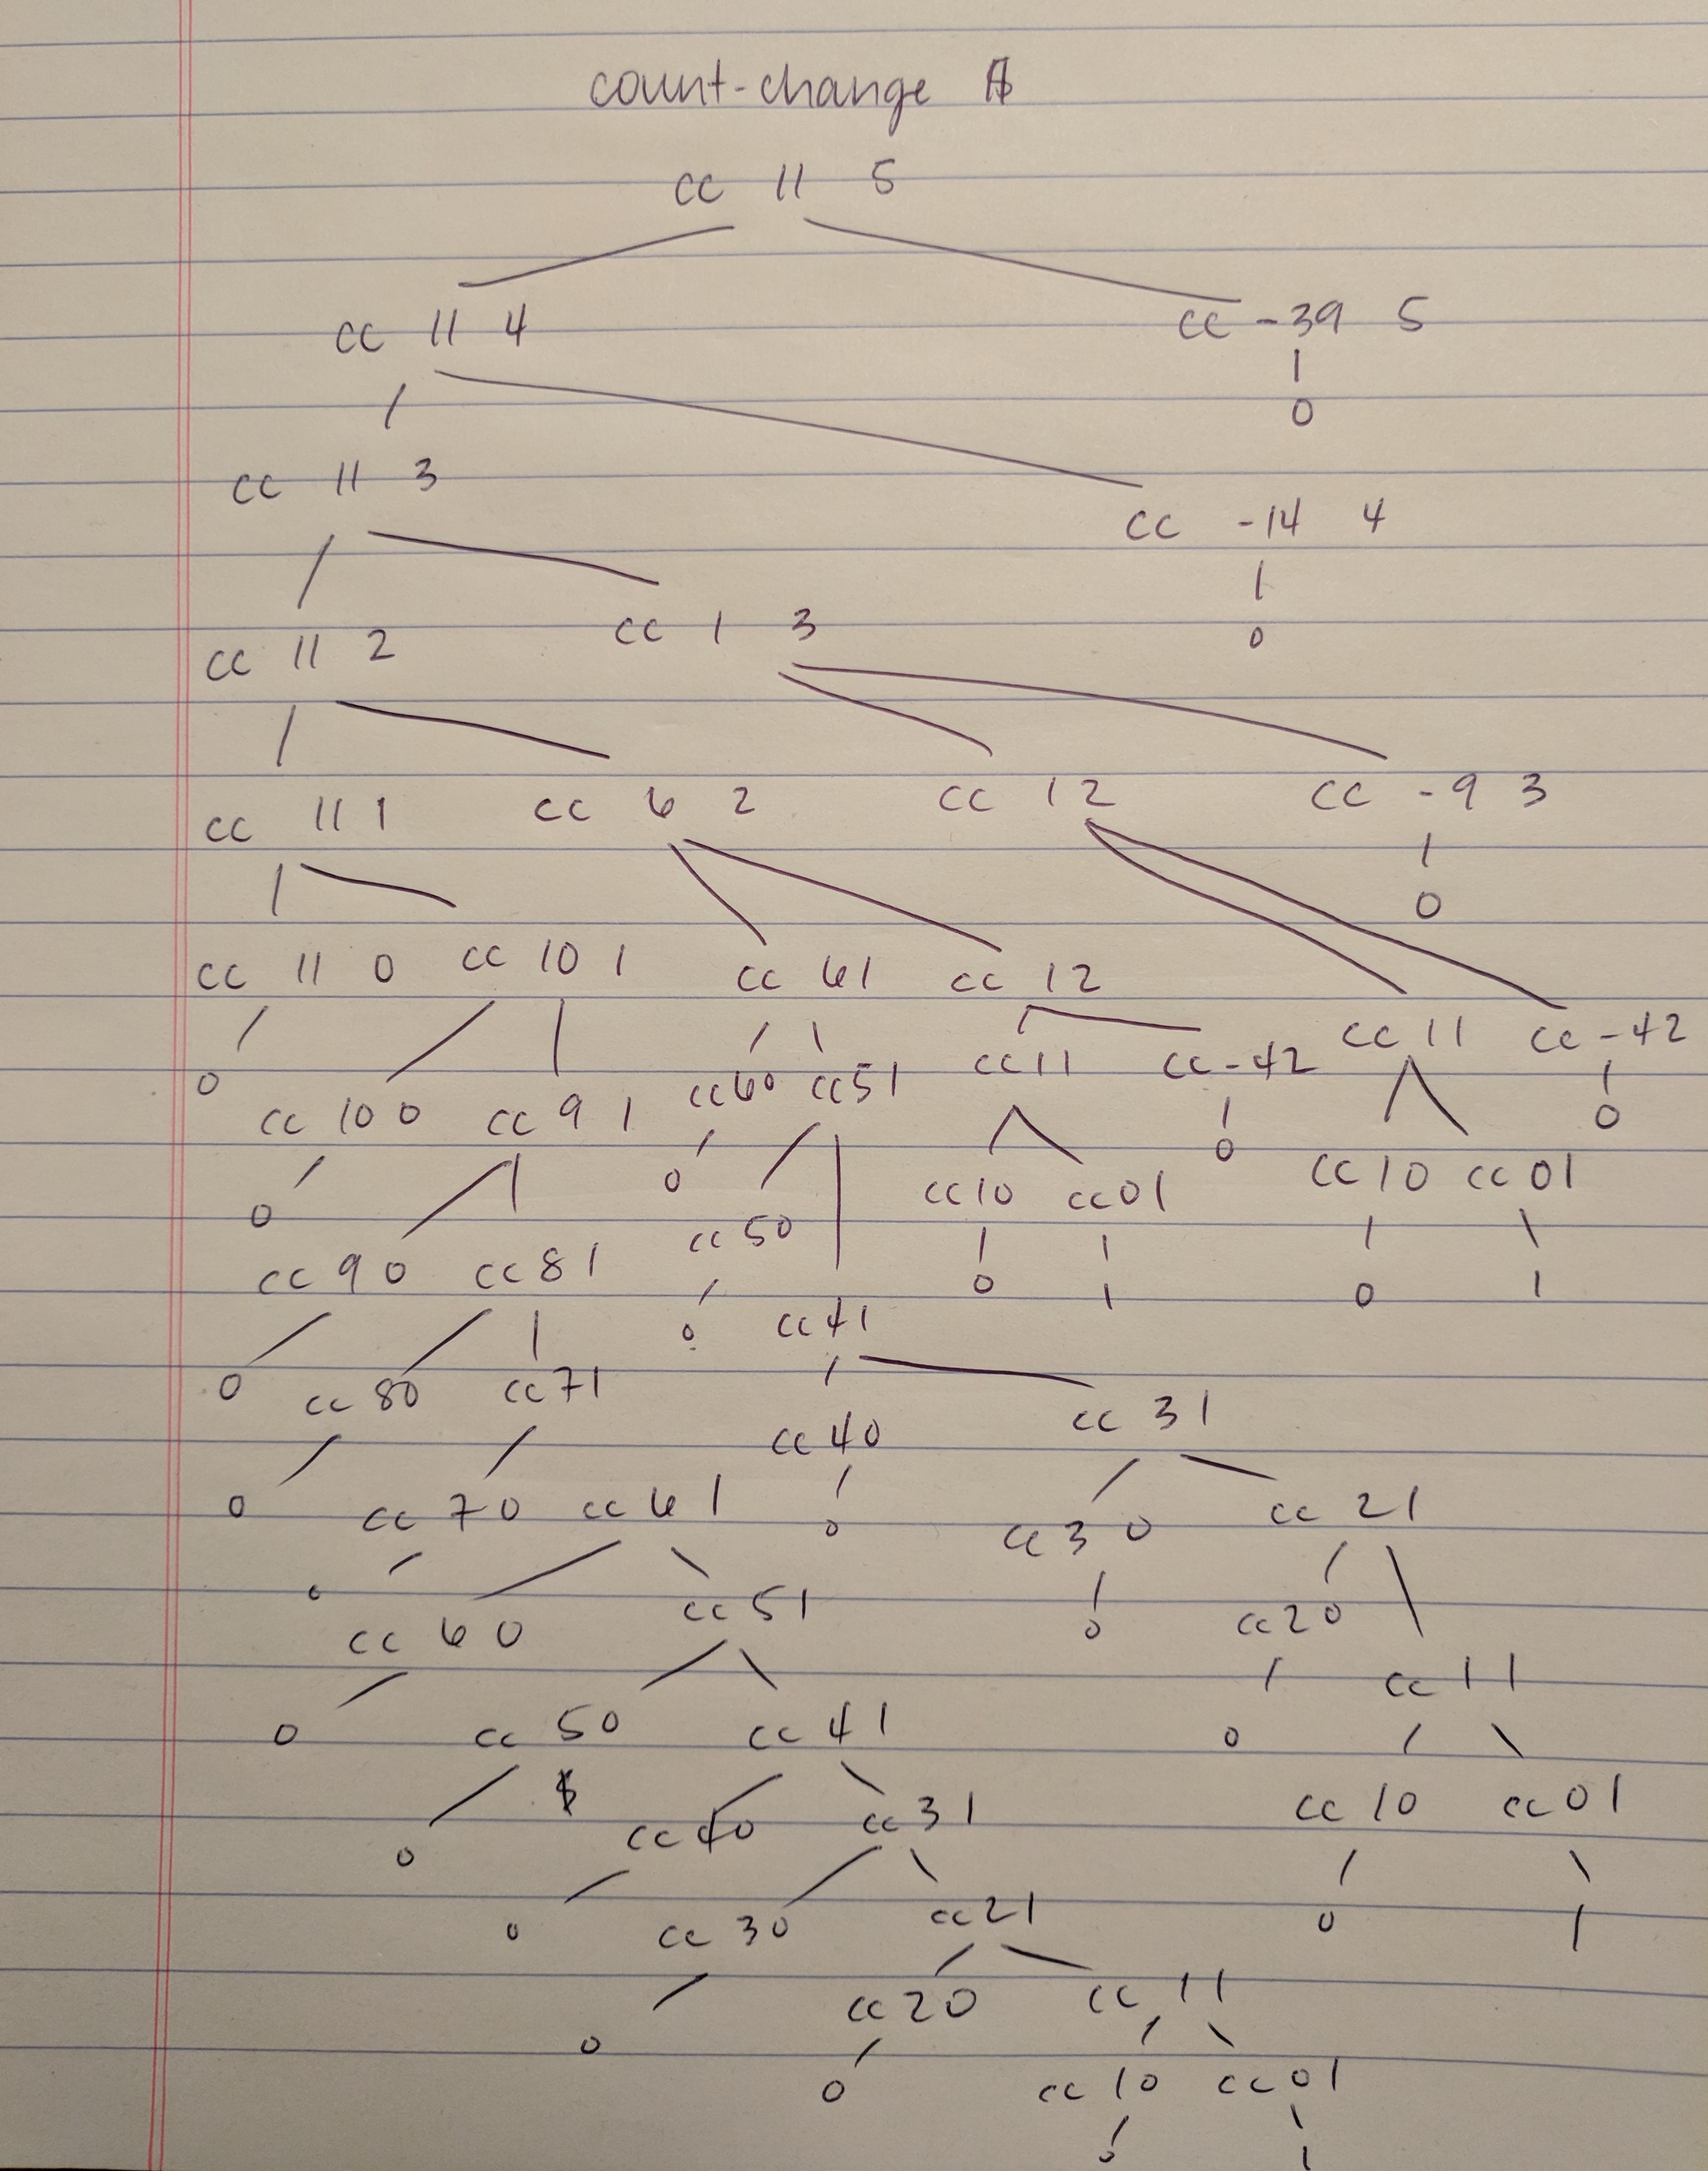 count-change
cc 11 5
cc 11 4 cc -39 5
0
cc 11 3
cc -14 4
cc 11 2 cc 1 3 0
cc 11 1 cc 6 2 cc 1 2 cc -9 3
0
cc 11 0 cc 10 1 cc 6 1 cc 1 2
cc 1 1 cc -4 2
cc 1 1 cc -4 2
0 cc 6 0 cc 5 1
cc 10 0 cc 9 1 0 0
0 cc 1 0 cc 0 1 cc 1 0 cc 0 1
0 cc 5 0
cc 9 0 cc 8 1 0 1 0 1
0 cc 4 1
0 cc 8 0 cc 7 1
cc 4 0 cc 3 1
0 cc 7 0 cc 6 1 0 cc 3 0 cc 2 1
0 cc 5 1 0 cc 2 0
cc 6 0
cc 1 1
0 cc 5 0 cc 4 1 0
cc 1 0 cc 0 1
0 cc 4 0 cc 3 1
0 cc 3 0 cc 2 1 0 1
cc 2 0 cc 1 1
0
0 cc 1 0 cc 0 1
0 1